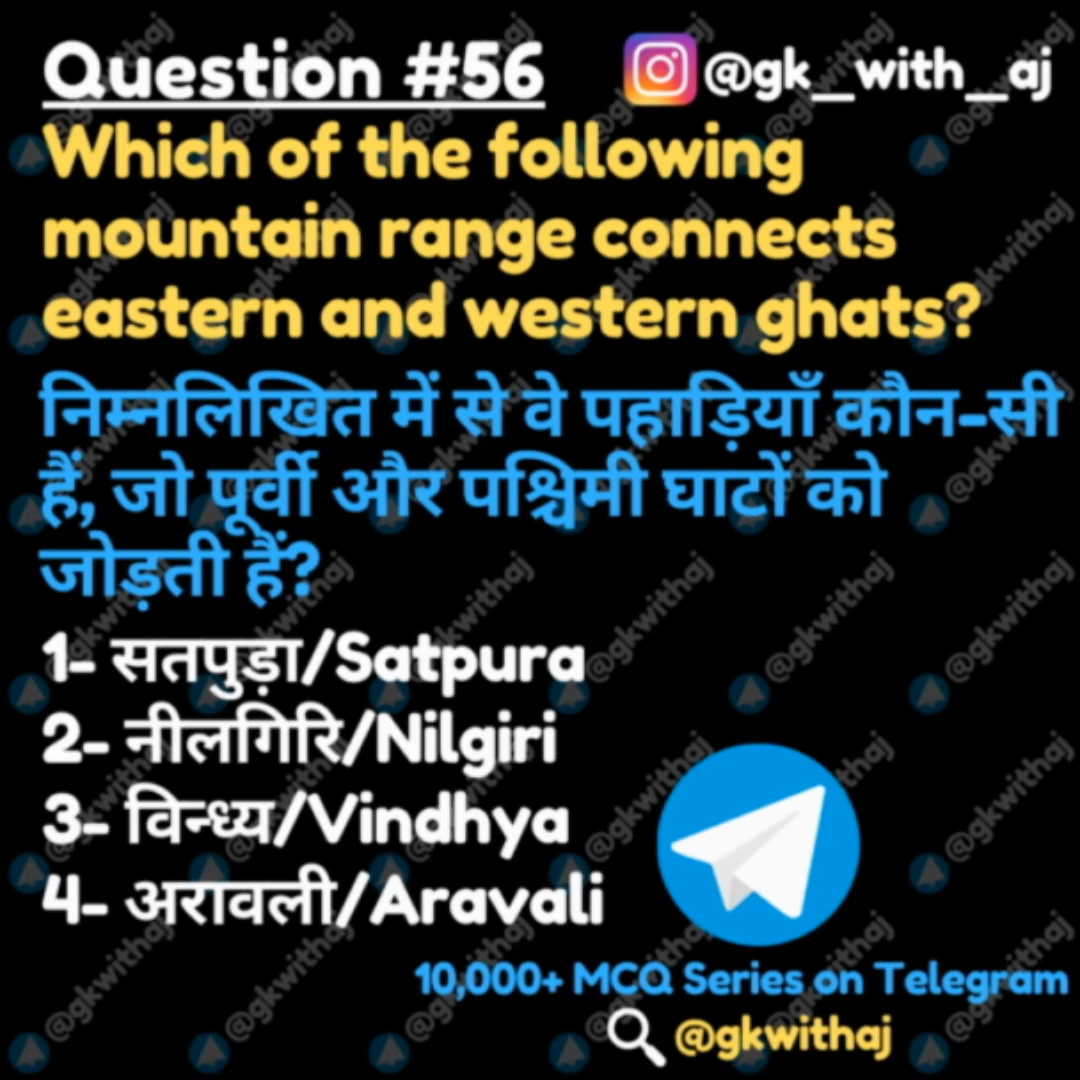 Question #56
@gk__with__aj
Which of the following
mountain range connects
eastern and western ghats?
निम्नलिखित में से वे पहाड़ियाँ कौन-सी
हैं, जो पूर्वी और पश्चिमी घाटों को
जोड़ती हैं?
1- सतपुड़ा/Satpura
2- नीलगिरि/Nilgiri
3- विन्ध्य/Vindhya
4- अरावली/Aravali
10,000+ MCQ Series on Telegram
@gkwithaj